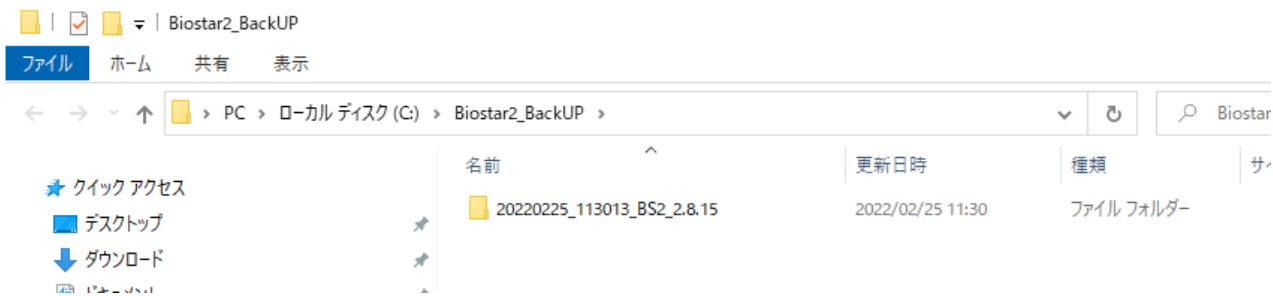 Biostar2_BackUP
ファイル ホーム 共有 表示
PC > ローカル ディスク (C:) > Biostar2_BackUP >
Biostar
名前 更新日時 種類
クイック アクセス
20220225_113013_BS2_2.8.15 2022/02/25 11:30 ファイル フォルダー
デスクトップ
ダウンロード